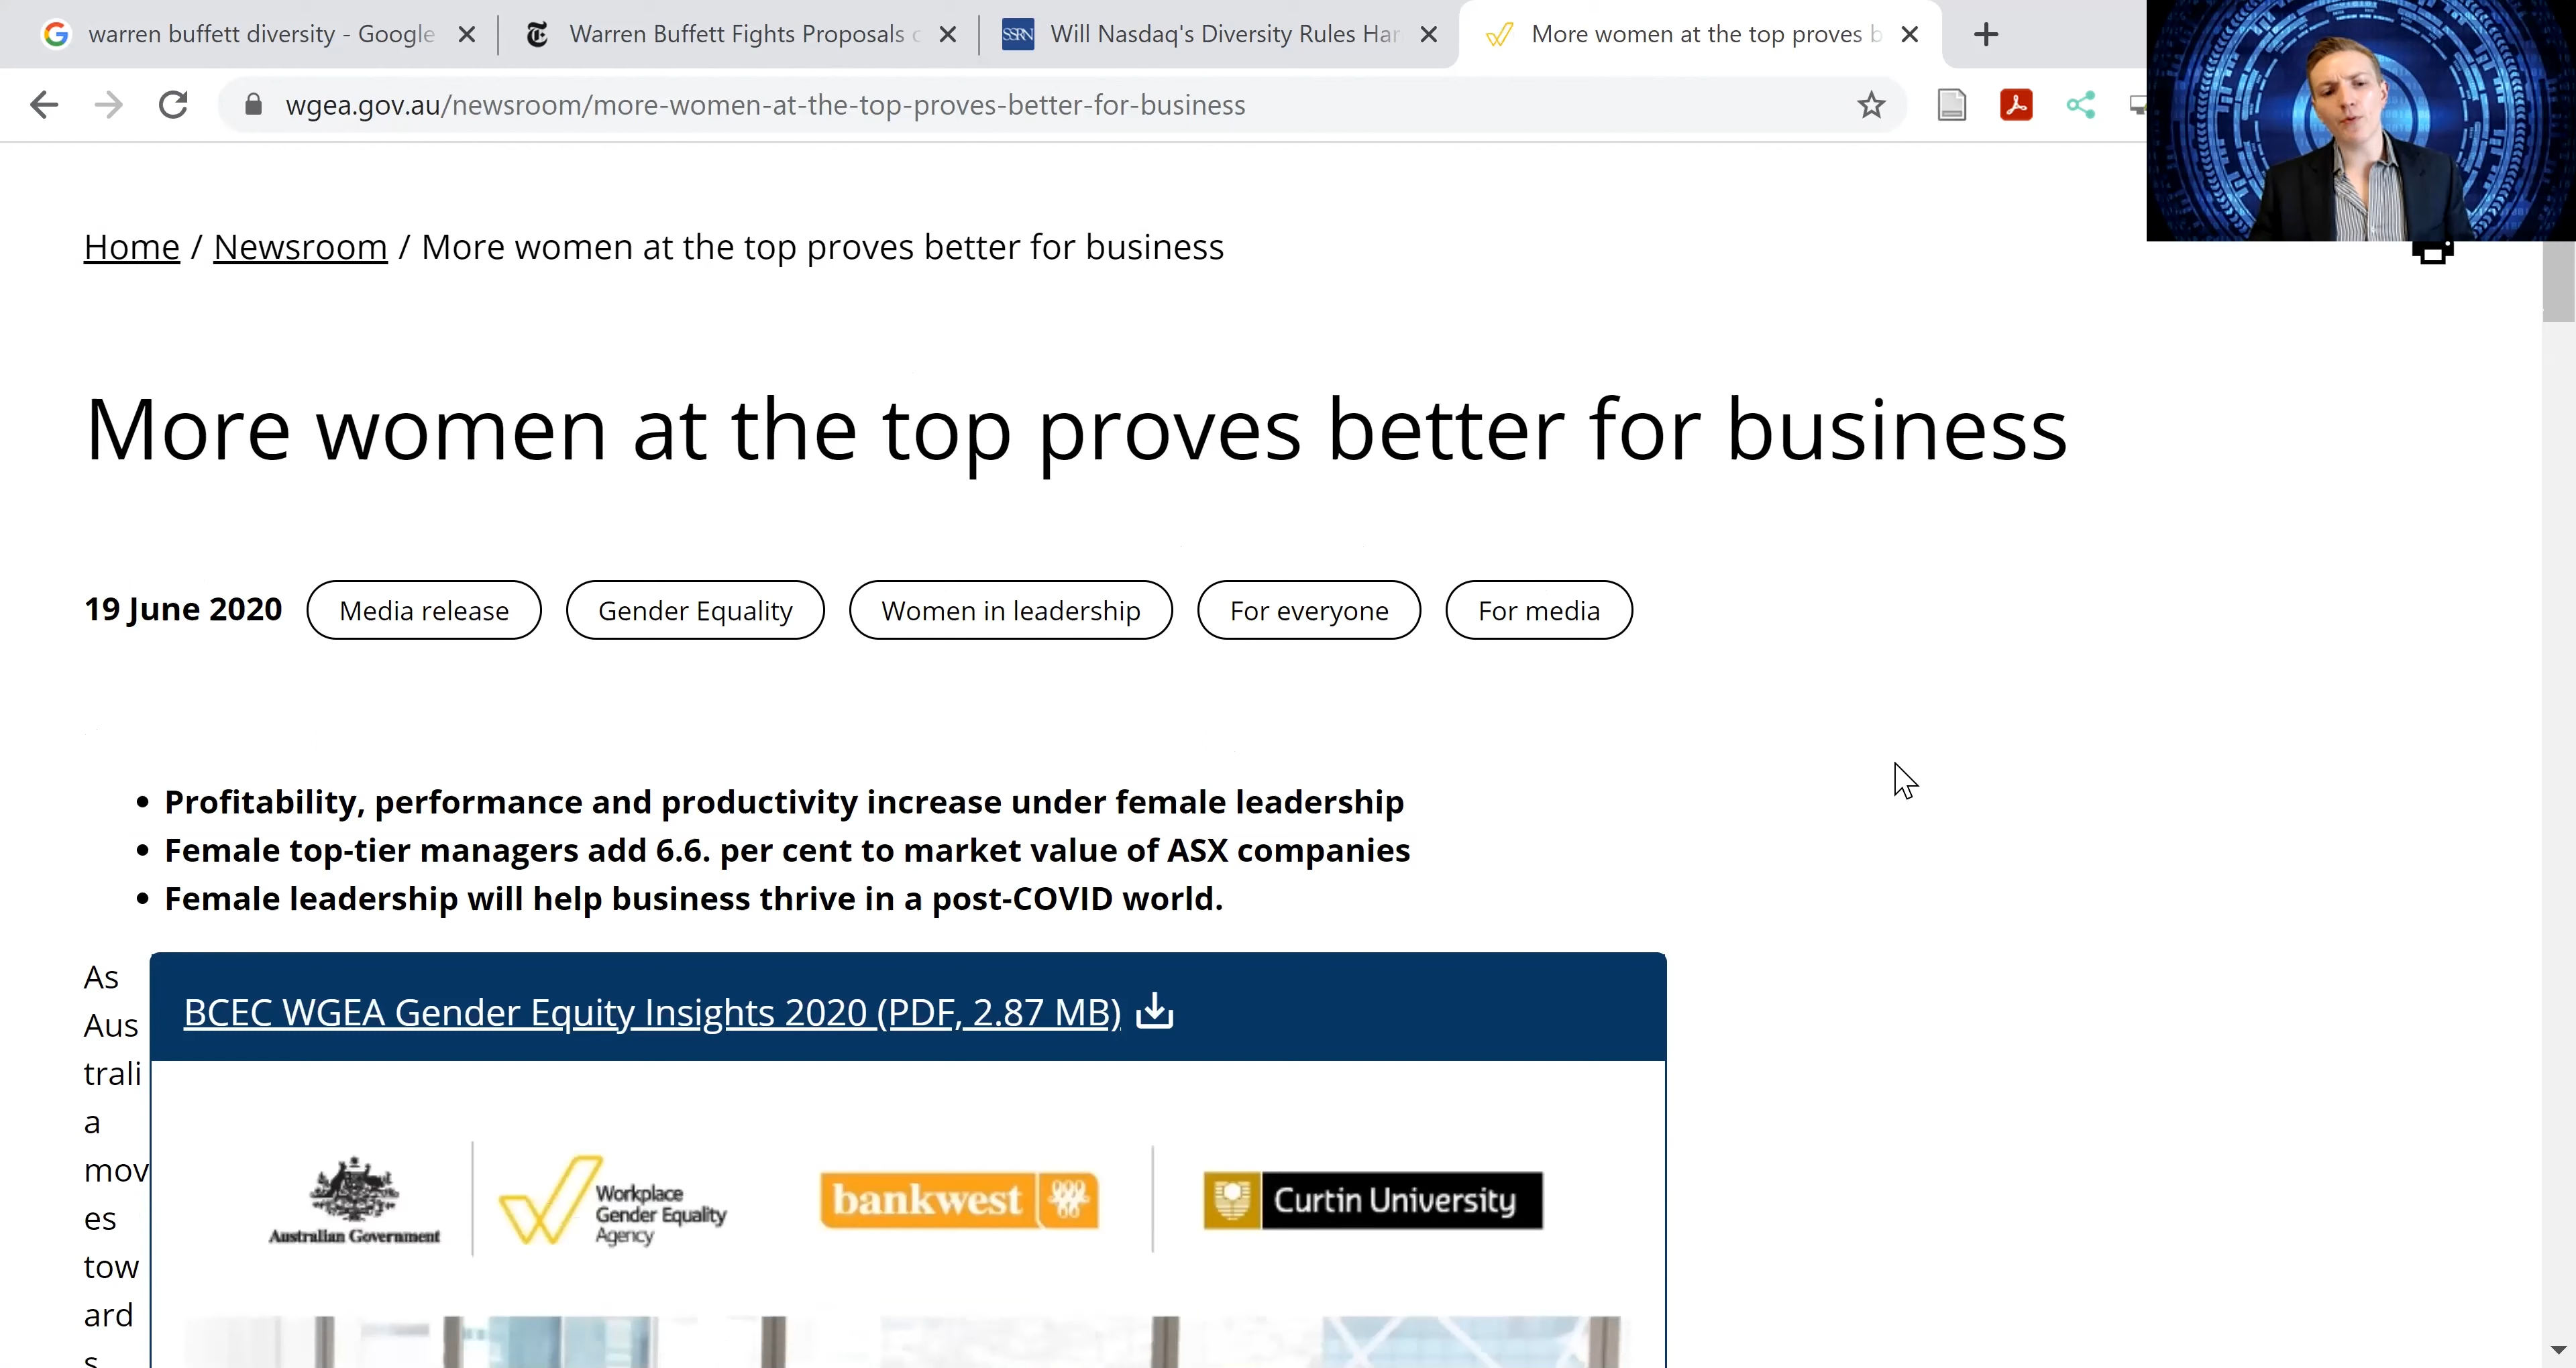 warren buffett diversity - Google
Warren Buffett Fights Proposals o
SSRN
Will Nasdaq's Diversity Rules Har
More women at the top proves b
wgea.gov.au/newsroom/more-women-at-the-top-proves-better-for-business
Home / Newsroom / More women at the top proves better for business
More women at the top proves better for business
19 June 2020 Media release Gender Equality Women in leadership For everyone For media
• Profitability, performance and productivity increase under female leadership
• Female top-tier managers add 6.6. per cent to market value of ASX companies
• Female leadership will help business thrive in a post-COVID world.
As
Aus
trali
a
mov
es
tow
ard
s
BCEC WGEA Gender Equity Insights 2020 (PDF, 2.87 MB)
Australian Government
Workplace
Gender Equality
Agency
bankwest
Curtin University